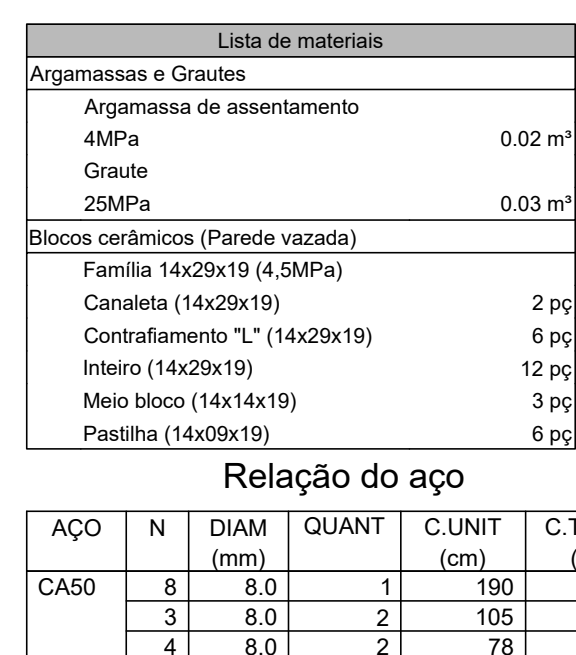 Lista de materiais
Argamassas e Grautes
Argamassa de assentamento
4MPa 0.02 m³
Graute
25MPa 0.03 m³
Blocos cerâmicos (Parede vazada)
Família 14x29x19 (4,5MPa)
Canaleta (14x29x19) 2 pç
Contrafiamento "L" (14x29x19) 6 pç
Inteiro (14x29x19) 12 pç
Meio bloco (14x14x19) 3 pç
Pastilha (14x09x19) 6 pç
Relação do aço
AÇO N DIAM QUANT C.UNIT
(mm) (cm)
CA50 8 8.0 1 190
3 8.0 2 105
4 8.0 2 78